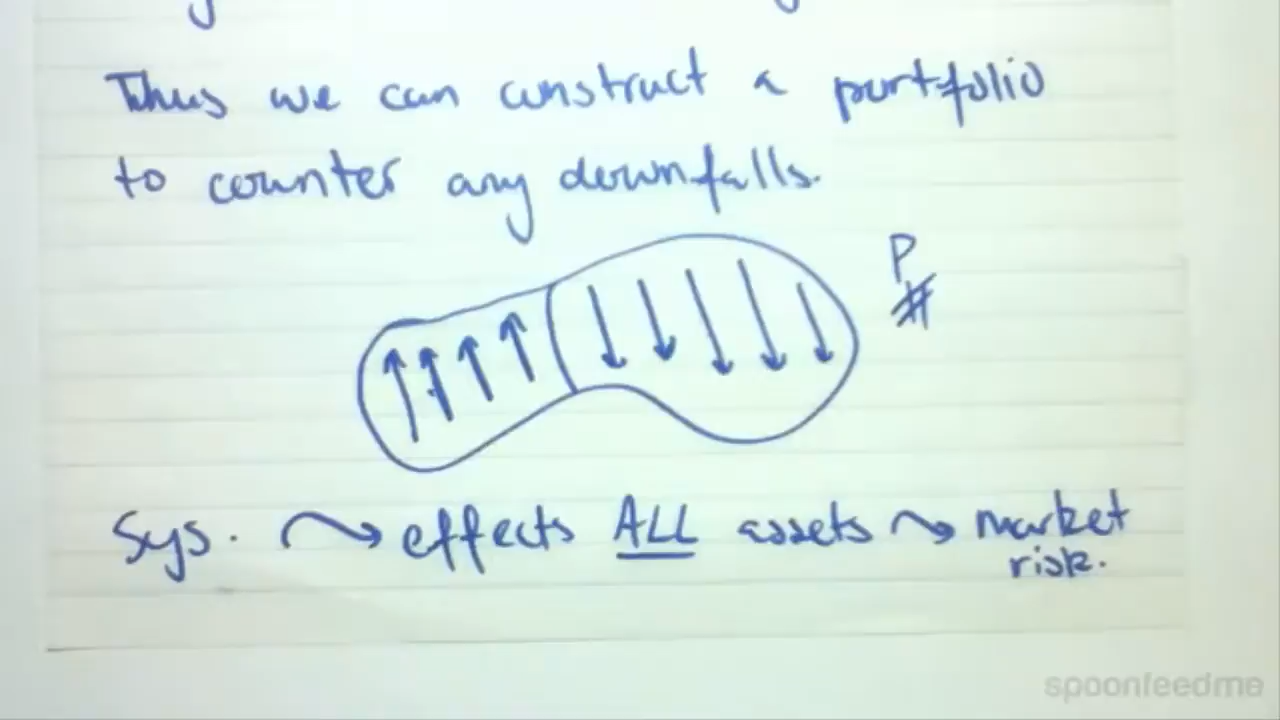 Thus we can construct a portfolio
to counter any downfalls.
P
#
Sys. effects ALL assets market
risk.
spoonfeedme